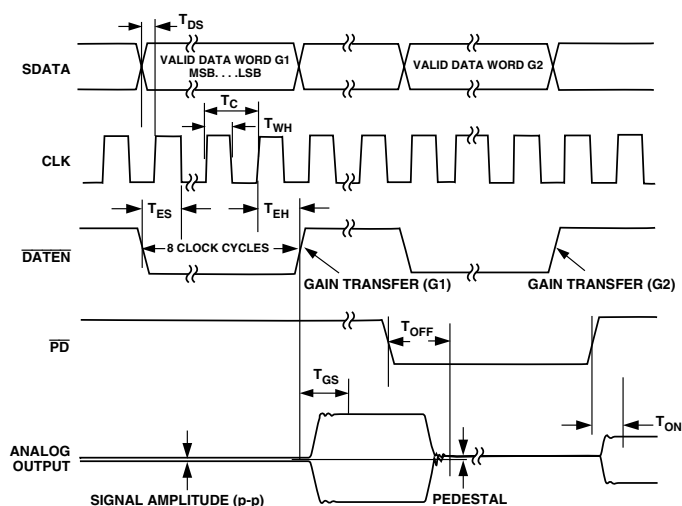 TDS
SDATA
VALID DATA WORD G1
MSB. . . .LSB
VALID DATA WORD G2
TC
TWH
CLK
TES
TEH
DATEN
8 CLOCK CYCLES
GAIN TRANSFER (G1)
GAIN TRANSFER (G2)
PD
TOFF
TGS
TON
ANALOG
OUTPUT
SIGNAL AMPLITUDE (p-p)
PEDESTAL